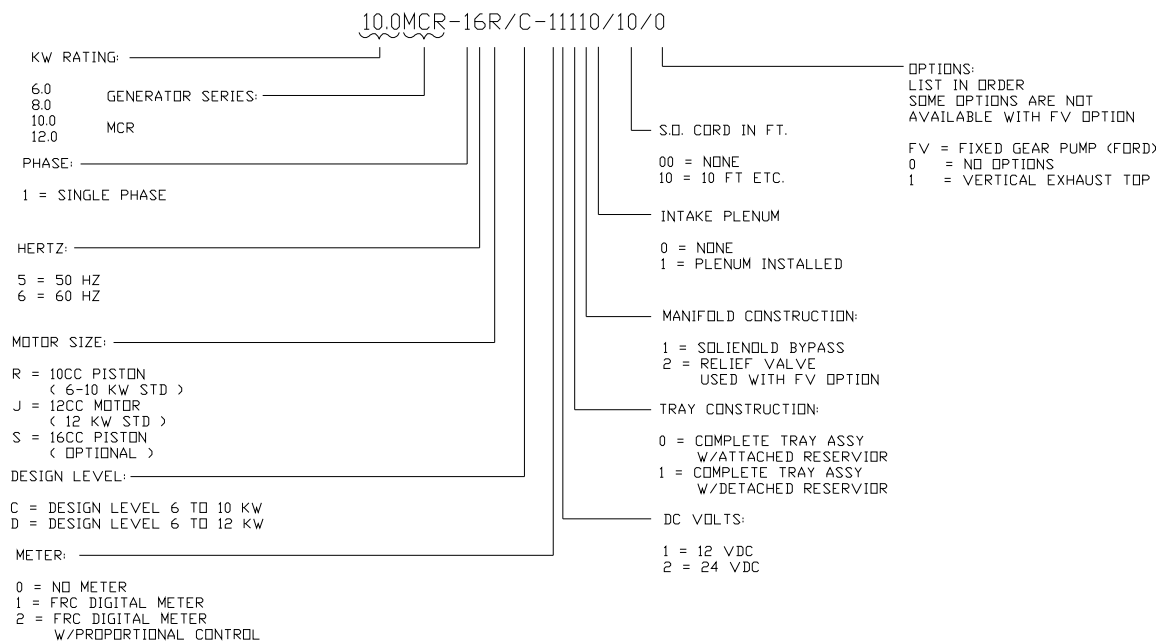 10.0MCR-16R/C-11110/10/0
KW RATING:
6.0
8.0
10.0
12.0
GENERATOR SERIES:
MCR
PHASE:
1 = SINGLE PHASE
HERTZ:
5 = 50 HZ
6 = 60 HZ
MOTOR SIZE:
R = 10CC PISTON
( 6-10 KW STD )
J = 12CC MOTOR
( 12 KW STD )
S = 16CC PISTON
( OPTIONAL )
DESIGN LEVEL:
C = DESIGN LEVEL 6 TO 10 KW
D = DESIGN LEVEL 6 TO 12 KW
METER:
0 = NO METER
1 = FRC DIGITAL METER
2 = FRC DIGITAL METER
W/PROPORTIONAL CONTROL
OPTIONS:
LIST IN ORDER
SOME OPTIONS ARE NOT
AVAILABLE WITH FV OPTION
FV = FIXED GEAR PUMP (FORD)
0 = NO OPTIONS
1 = VERTICAL EXHAUST TOP
S.O. CORD IN FT.
00 = NONE
10 = 10 FT ETC.
INTAKE PLENUM
0 = NONE
1 = PLENUM INSTALLED
MANIFOLD CONSTRUCTION:
1 = SOLIENOLD BYPASS
2 = RELIEF VALVE
USED WITH FV OPTION
TRAY CONSTRUCTION:
0 = COMPLETE TRAY ASSY
W/ATTACHED RESERVIOR
1 = COMPLETE TRAY ASSY
W/DETACHED RESERVIOR
DC VOLTS:
1 = 12 VDC
2 = 24 VDC